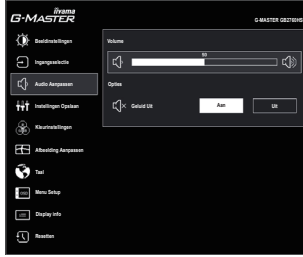 iiyama
G-MASTER
G-MASTER GB2760HS
Beeldinstellingen
Ingangsselectie
Audio Aanpassen
Instellingen Opslaan
Kleurinstellingen
Afbeelding Aanpassen
Taal
Menu Setup
Display Info
Resetten
Volume
50
Opties
Geluid Uit
Aan
Uit